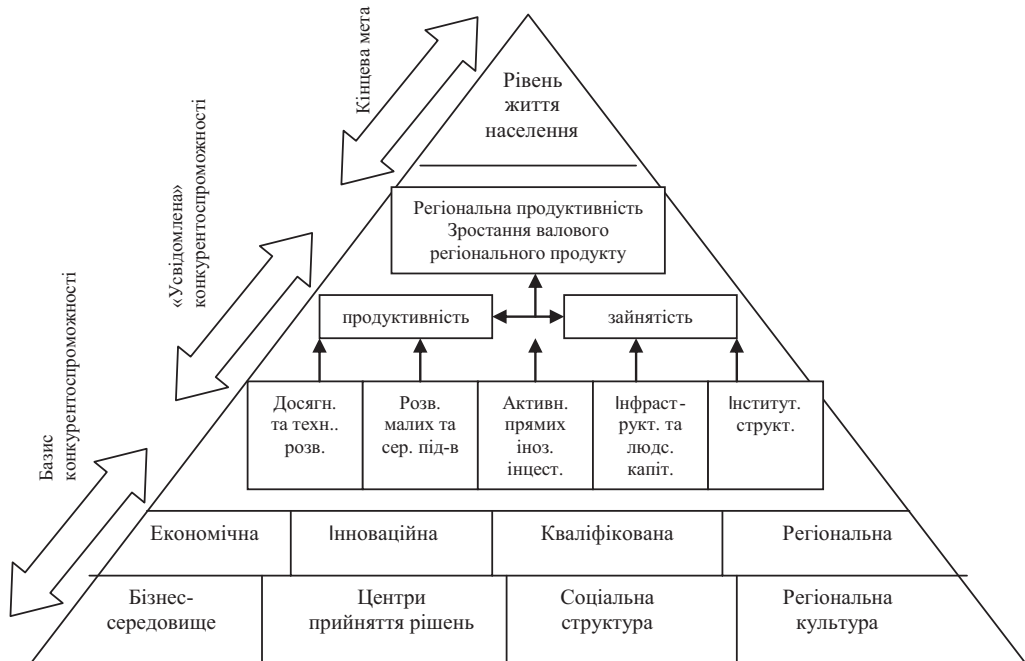 Кінцева мета
«Усвідомлена»
конкурентоспроможності
Базис
конкурентоспроможності
Рівень
життя
населення
Регіональна продуктивність
Зростання валового
регіонального продукту
продуктивність
зайнятість
Досягн.
та техн..
розв.
Розв.
малих та
сер. під-в
Активн.
прямих
іноз.
інцест.
Інфраст-
рукт. та
людс.
капіт.
Інститут.
структ.
Економічна
Інноваційна
Кваліфікована
Регіональна
Бізнес-
середовище
Центри
прийняття рішень
Соціальна
структура
Регіональна
культура